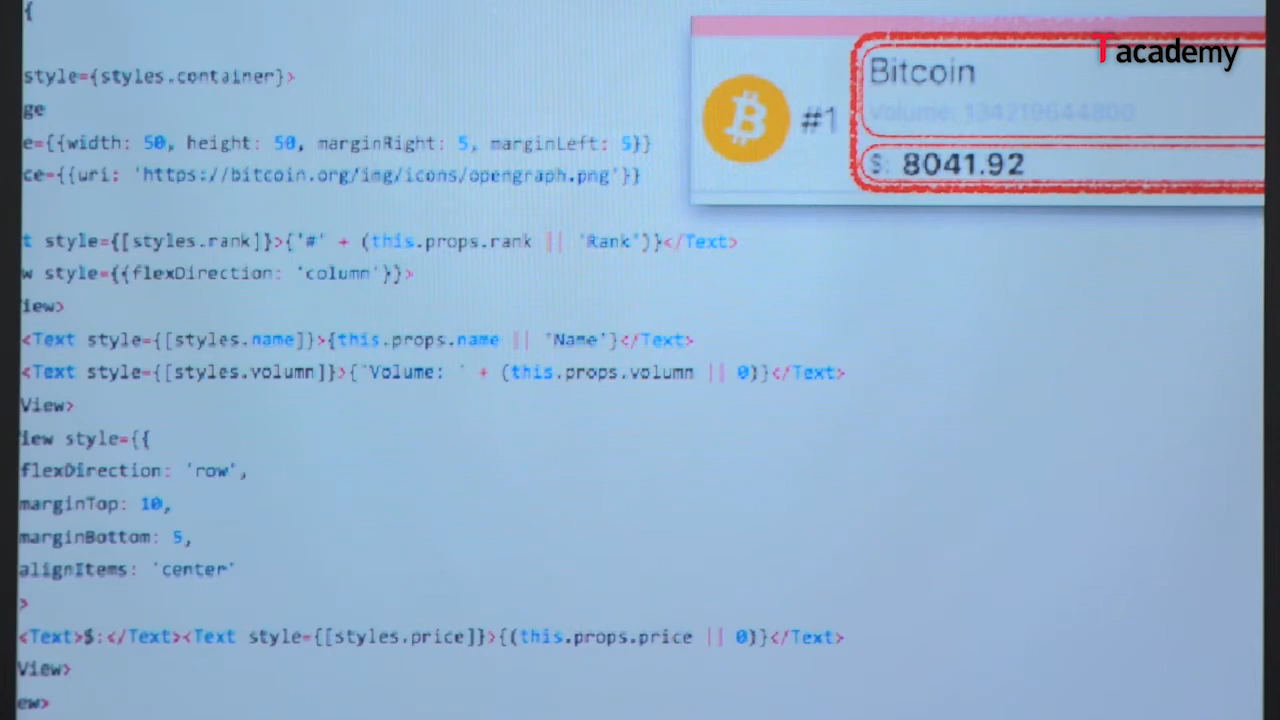 {
style={styles.container}>
ge
e={{width: 50, height: 50, marginRight: 5, marginLeft: 5}}
ce={{uri: 'https://bitcoin.org/img/icons/opengraph.png'}}
t style={[styles.rank]}>{'#' + (this.props.rank || 'Rank')}</Text>
w style={{flexDirection: 'column'}}>
iew>
<Text style={[styles.name]}>{this.props.name || 'Name'}</Text>
<Text style={[styles.volumn]}>{'Volume: ' + (this.props.volumn || 0)}</Text>
View>
iew style={{
flexDirection: 'row',
marginTop: 10,
marginBottom: 5,
alignItems: 'center'
>
<Text>$:</Text><Text style={[styles.price]}>{(this.props.price || 0)}</Text>
View>
ew>
Tacademy
Bitcoin
Volume: 134219644800
#1
$: 8041.92